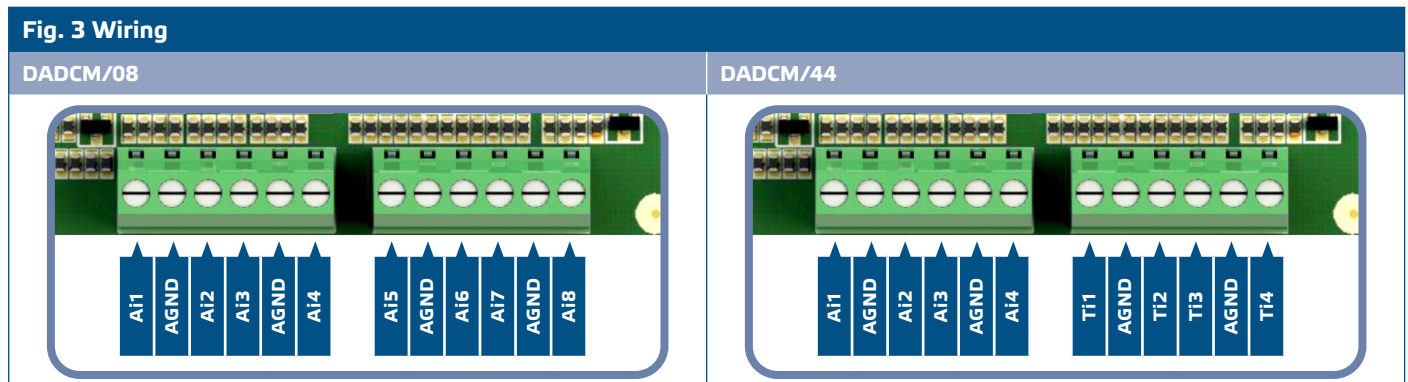 Fig. 3 Wiring
DADCM/08
DADCM/44
Ai1 AGND Ai2 Ai3 AGND Ai4 Ai5 AGND Ai6 Ai7 AGND Ai8
Ai1 AGND Ai2 Ai3 AGND Ai4 Ti1 AGND Ti2 Ti3 AGND Ti4